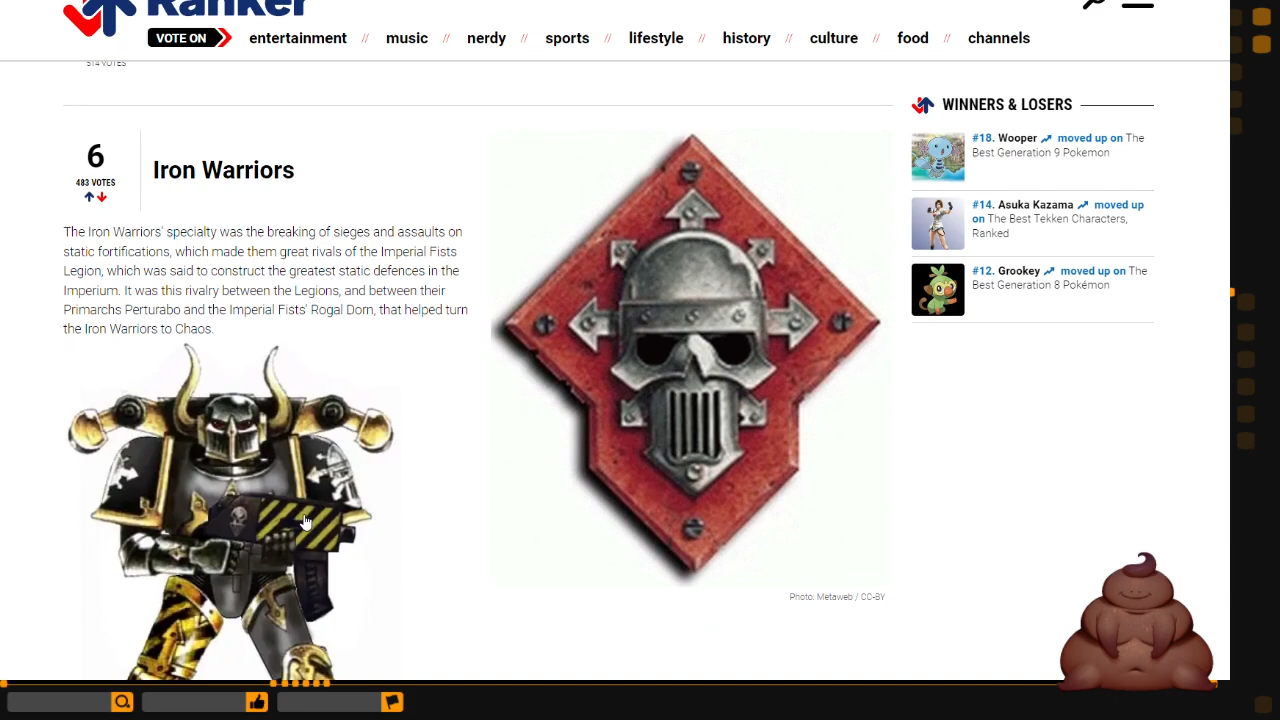 Ranker
VOTE ON entertainment // music // nerdy // sports // lifestyle // history // culture // food // channels
514 VOTES
WINNERS & LOSERS
#18. Wooper moved up on The
Best Generation 9 Pokemon
#14. Asuka Kazama moved up
on The Best Tekken Characters,
Ranked
#12. Grookey moved up on The
Best Generation 8 Pokémon
6
483 VOTES
Iron Warriors
The Iron Warriors' specialty was the breaking of sieges and assaults on
static fortifications, which made them great rivals of the Imperial Fists
Legion, which was said to construct the greatest static defences in the
Imperium. It was this rivalry between the Legions, and between their
Primarchs Perturabo and the Imperial Fists' Rogal Dorn, that helped turn
the Iron Warriors to Chaos.
Photo: Metaweb / CC-BY